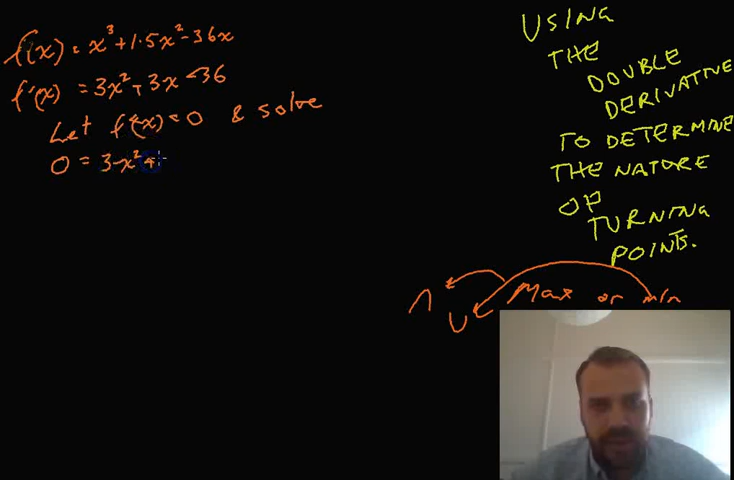 f(x) = x³ + 1.5x² - 36x
f'(x) = 3x² + 3x - 36
Let f'(x) = 0 & solve
0 = 3x² +
USING
THE
DOUBLE
DERIVATIVE
TO DETERMINE
THE NATURE
OF
TURNING
POINTS.
Max or min